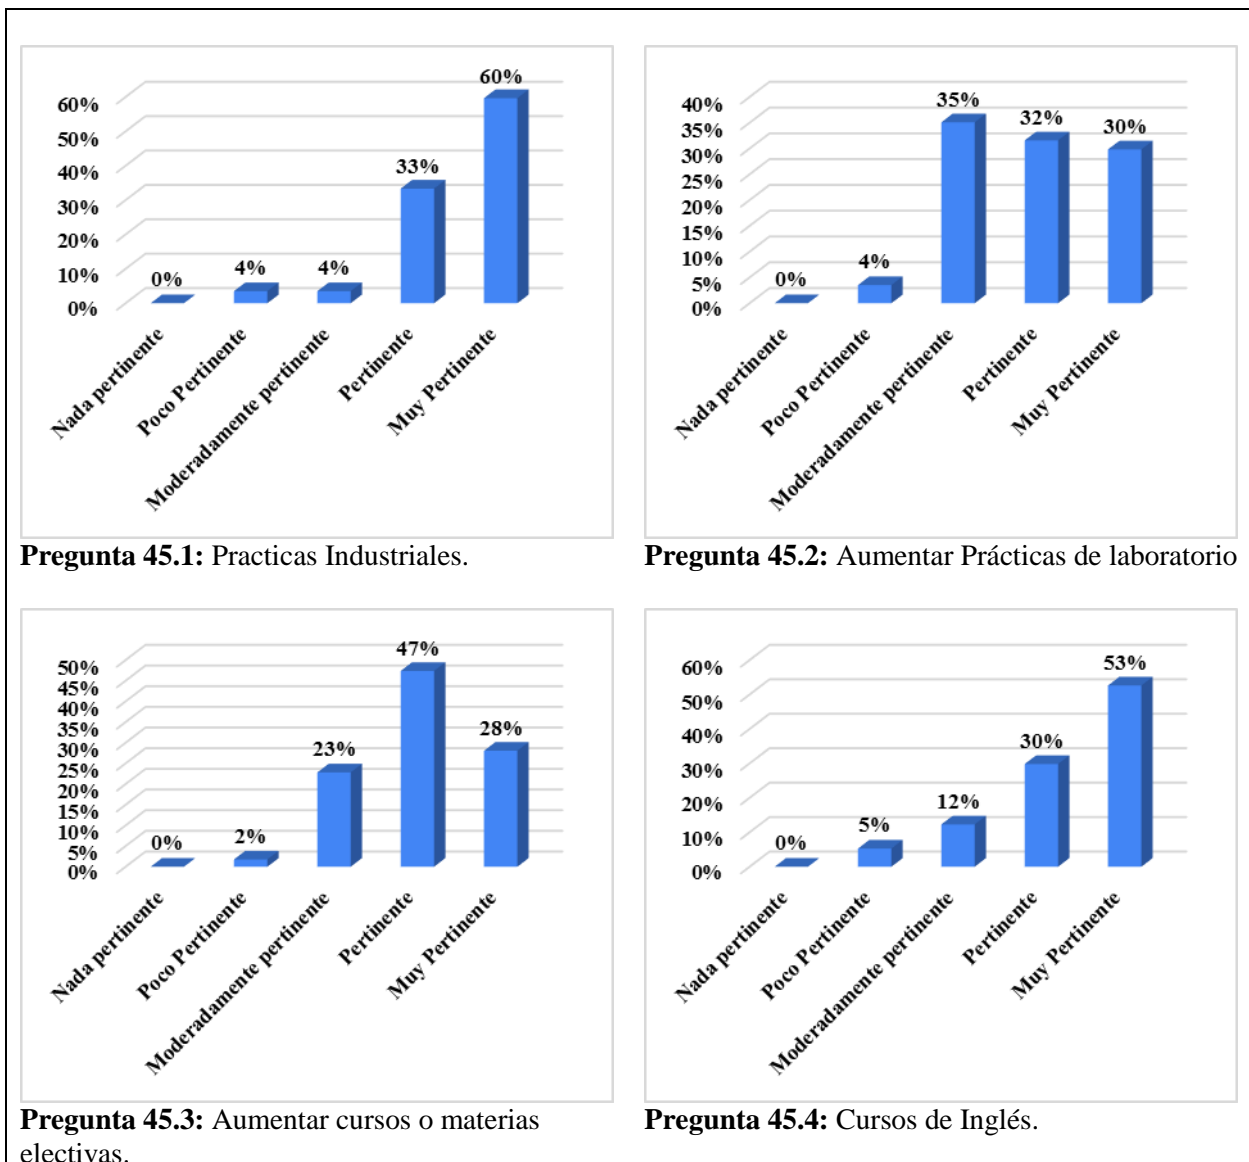 60%
60%
50%
40%
33%
30%
20%
10%
4%
4%
0%
0%
Nada pertinente
Poco Pertinente
Moderadamente pertinente
Pertinente
Muy Pertinente
Pregunta 45.1: Practicas Industriales.
40%
35%
35%
32%
30%
30%
25%
20%
15%
10%
5%
4%
0%
0%
Nada pertinente
Poco Pertinente
Moderadamente pertinente
Pertinente
Muy Pertinente
Pregunta 45.2: Aumentar Prácticas de laboratorio
50%
47%
45%
40%
35%
30%
28%
25%
23%
20%
15%
10%
5%
2%
0%
0%
Nada pertinente
Poco Pertinente
Moderadamente pertinente
Pertinente
Muy Pertinente
Pregunta 45.3: Aumentar cursos o materias
electivas.
60%
53%
50%
40%
30%
30%
20%
12%
10%
5%
0%
0%
Nada pertinente
Poco Pertinente
Moderadamente pertinente
Pertinente
Muy Pertinente
Pregunta 45.4: Cursos de Inglés.